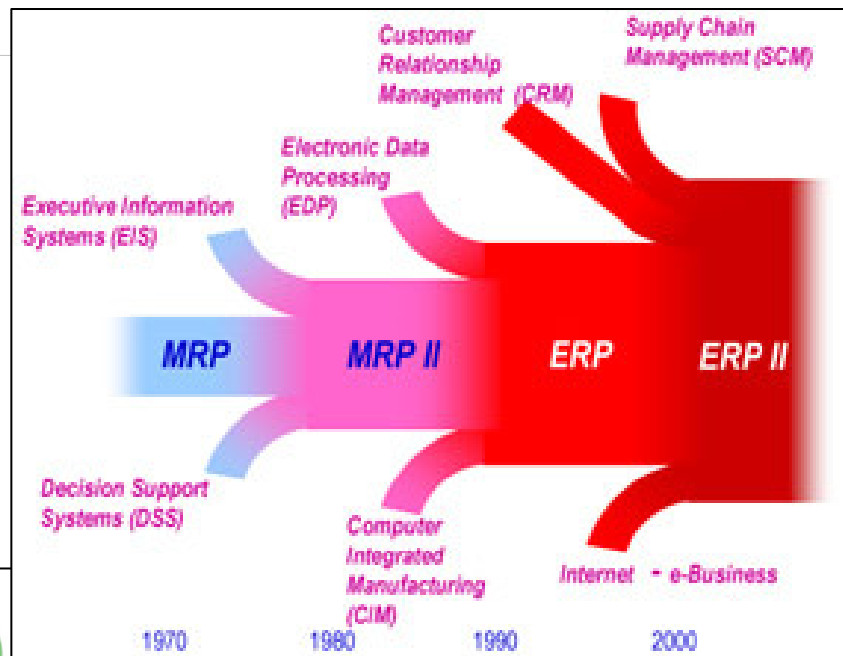 Customer
Relationship
Management (CRM)
Supply Chain
Management (SCM)
Electronic Data
Processing
(EDP)
Executive Information
Systems (EIS)
MRP
MRP II
ERP
ERP II
Decision Support
Systems (DSS)
Computer
Integrated
Manufacturing
(CIM)
Internet - e-Business
1970
1980
1990
2000